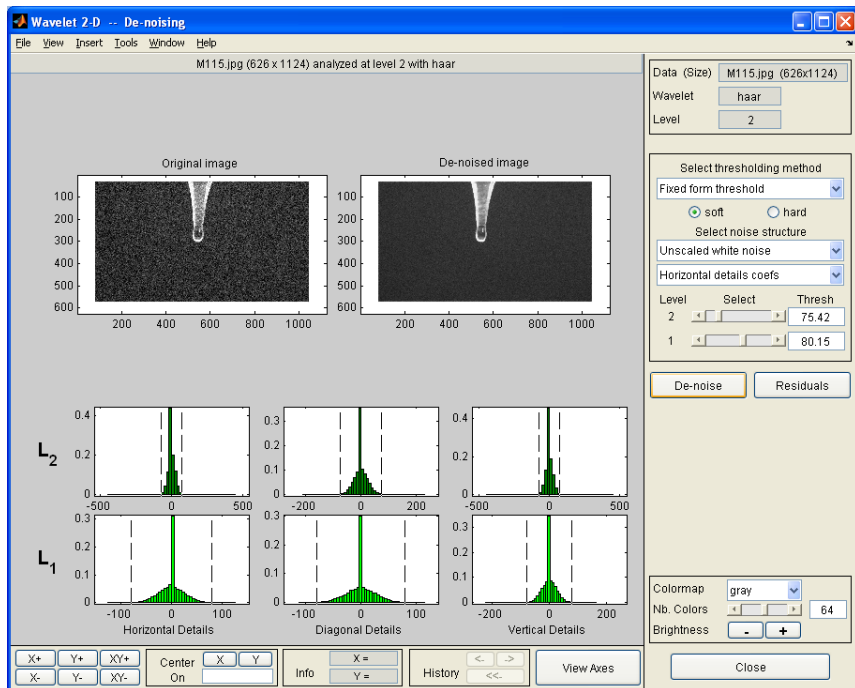 Wavelet 2-D -- De-noising
File View Insert Tools Window Help
M115.jpg (626 x 1124) analyzed at level 2 with haar
Data (Size) M115.jpg (626x1124)
Wavelet haar
Level 2
Original image
De-noised image
100
200
300
400
500
600
200 400 600 800 1000
100
200
300
400
500
600
200 400 600 800 1000
Select thresholding method
Fixed form threshold
soft hard
Select noise structure
Unscaled white noise
Horizontal details coefs
Level Select Thresh
2 75.42
1 80.15
De-noise Residuals
L2
0.4
0.2
0
-500 0 500
0.3
0.2
0.1
0
-200 0 200
0.4
0.2
0
-500 0 500
L1
0.3
0.2
0.1
0
-100 0 100
Horizontal Details
0.3
0.2
0.1
0
-100 0 100
Diagonal Details
0.3
0.2
0.1
0
-200 0 200
Vertical Details
Colormap gray
Nb. Colors 64
Brightness - +
X+ Y+ XY+
X- Y- XY-
Center On X Y
Info X = Y =
History <- -> <<-
View Axes
Close